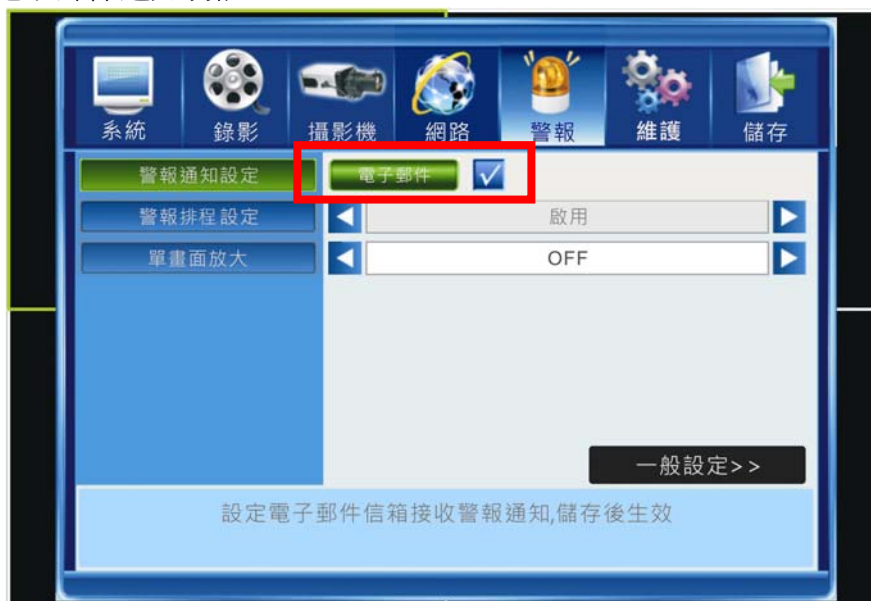 系統 錄影 攝影機 網路 警報 維護 儲存
警報通知設定 電子郵件
警報排程設定 啟用
單畫面放大 OFF
一般設定>>
設定電子郵件信箱接收警報通知,儲存後生效